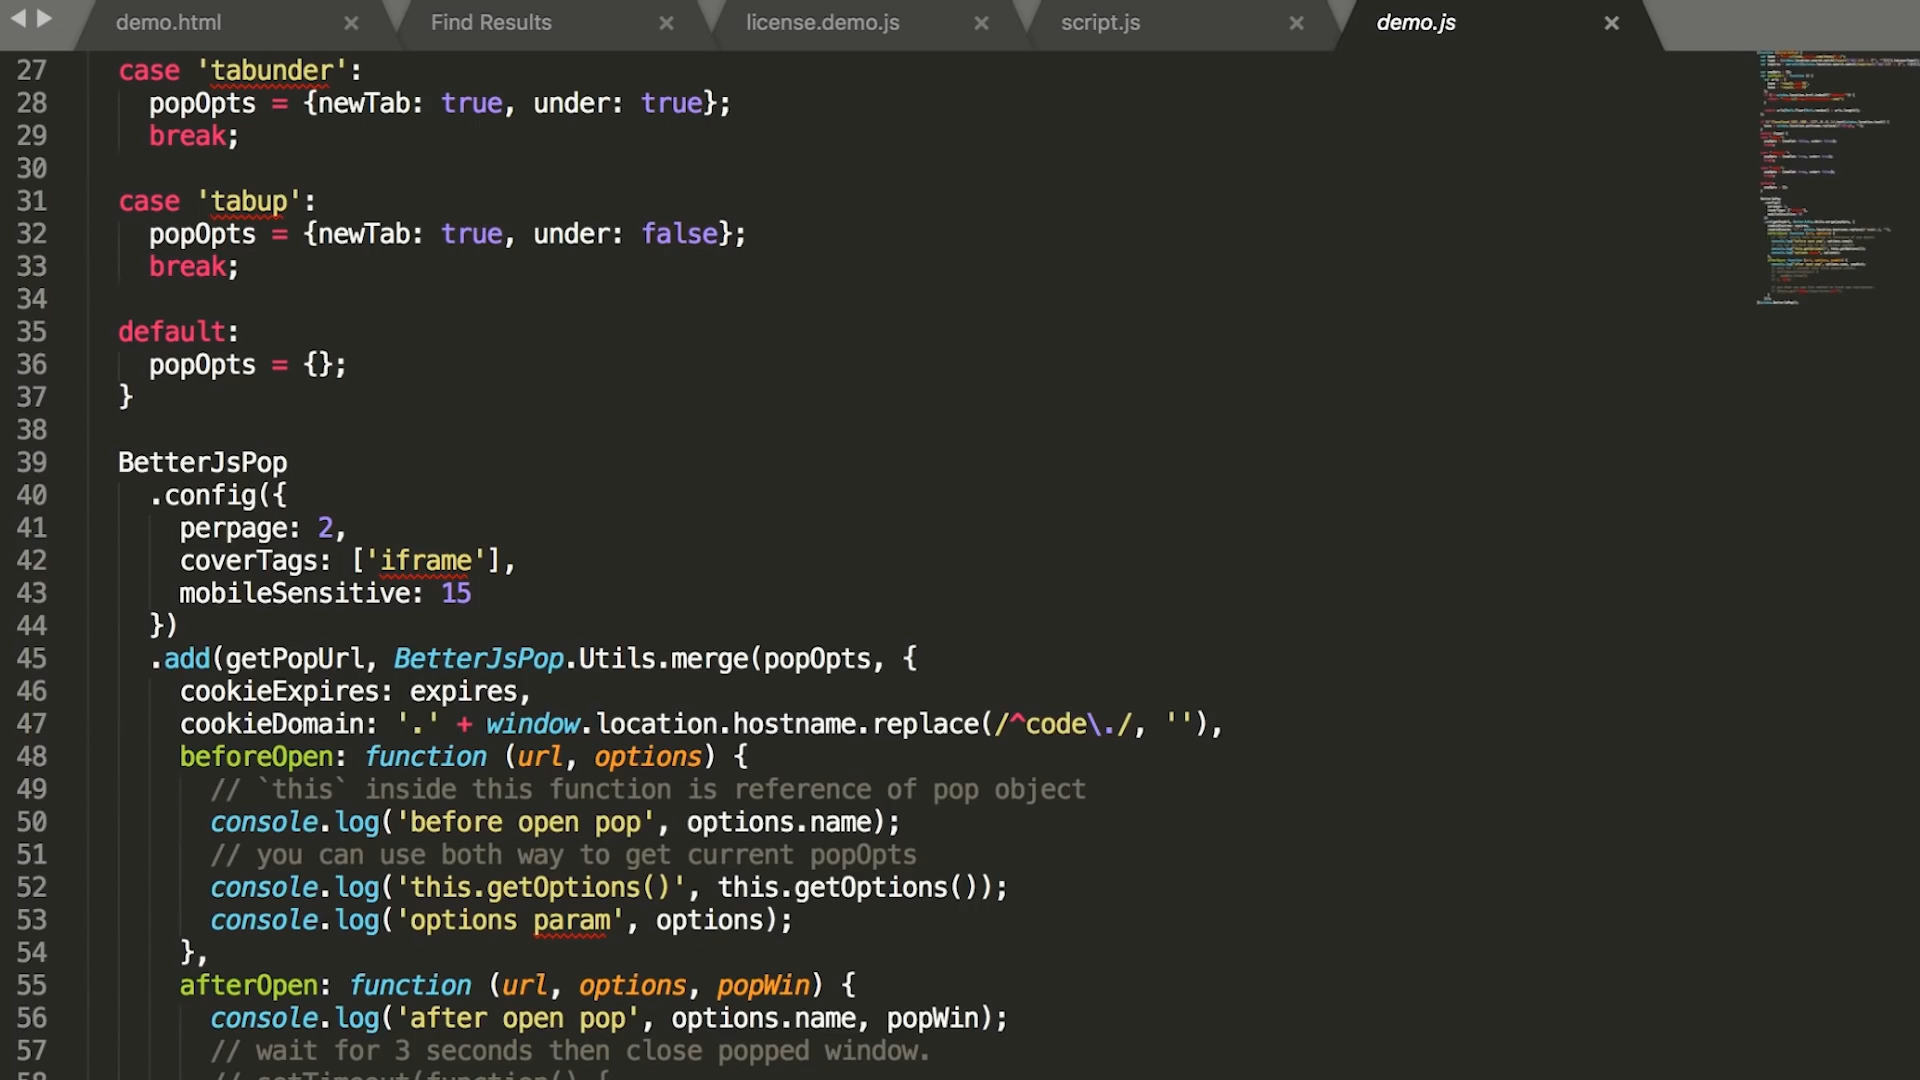 demo.html × Find Results × license.demo.js × script.js × demo.js ×
27 case 'tabunder':
28 popOpts = {newTab: true, under: true};
29 break;
30
31 case 'tabup':
32 popOpts = {newTab: true, under: false};
33 break;
34
35 default:
36 popOpts = {};
37 }
38
39 BetterJsPop
40 .config({
41 perpage: 2,
42 coverTags: ['iframe'],
43 mobileSensitive: 15
44 })
45 .add(getPopUrl, BetterJsPop.Utils.merge(popOpts, {
46 cookieExpires: expires,
47 cookieDomain: '.' + window.location.hostname.replace(/^code\./, ''),
48 beforeOpen: function (url, options) {
49 // `this` inside this function is reference of pop object
50 console.log('before open pop', options.name);
51 // you can use both way to get current popOpts
52 console.log('this.getOptions()', this.getOptions());
53 console.log('options param', options);
54 },
55 afterOpen: function (url, options, popWin) {
56 console.log('after open pop', options.name, popWin);
57 // wait for 3 seconds then close popped window.
58 // setTimeout(function() {